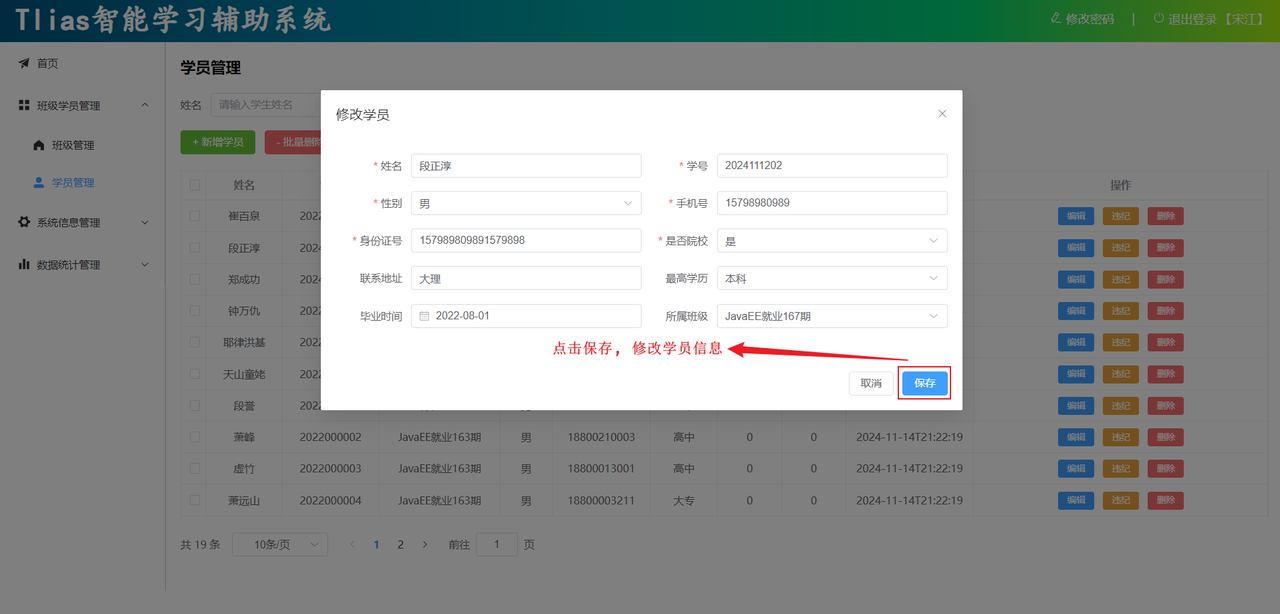 Tlias智能学习辅助系统
修改密码 | 退出登录 【宋江】
首页
班级学员管理
班级管理
学员管理
系统信息管理
数据统计管理
学员管理
姓名 请输入学生姓名
+ 新增学员 - 批量删除
姓名 操作
崔百泉 2022 编辑 违纪 删除
段正淳 2024 编辑 违纪 删除
郑成功 2024 编辑 违纪 删除
钟万仇 2022 编辑 违纪 删除
耶律洪基 2022 编辑 违纪 删除
天山童姥 2022 编辑 违纪 删除
段誉 2022 编辑 违纪 删除
萧峰 2022000002 JavaEE就业163期 男 18800210003 高中 0 0 2024-11-14T21:22:19 编辑 违纪 删除
虚竹 2022000003 JavaEE就业163期 男 18800013001 高中 0 0 2024-11-14T21:22:19 编辑 违纪 删除
萧远山 2022000004 JavaEE就业163期 男 18800003211 大专 0 0 2024-11-14T21:22:19 编辑 违纪 删除
共 19 条 10条/页 1 2 前往 1 页
修改学员
* 姓名 段正淳 * 学号 2024111202
* 性别 男 * 手机号 15798980989
* 身份证号 157989809891579898 * 是否院校 是
联系地址 大理 最高学历 本科
毕业时间 2022-08-01 所属班级 JavaEE就业167期
点击保存，修改学员信息
取消 保存